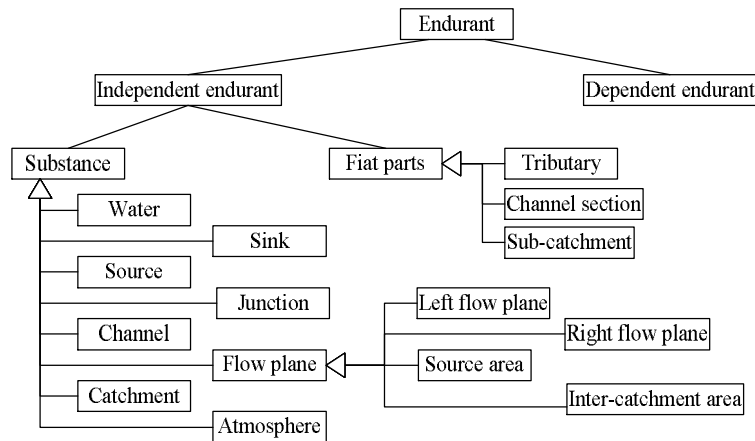 Endurant
Independent endurant
Dependent endurant
Substance
Fiat parts
Tributary
Water
Channel section
Sink
Sub-catchment
Source
Junction
Left flow plane
Channel
Right flow plane
Flow plane
Source area
Catchment
Inter-catchment area
Atmosphere